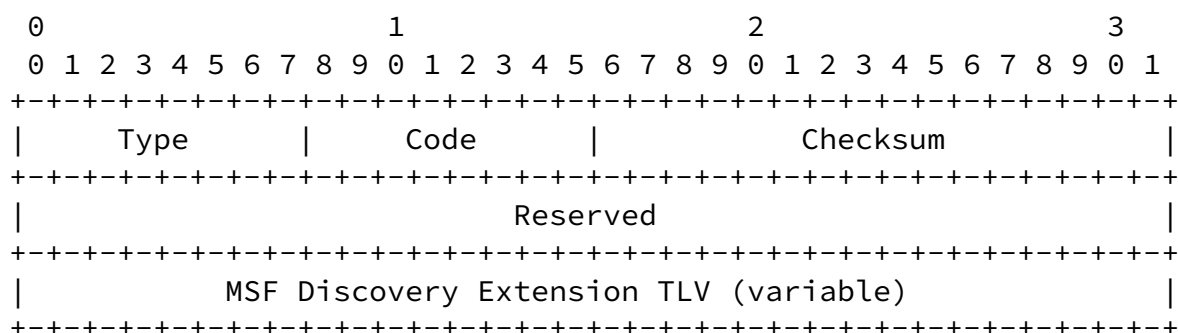 0                   1                   2                   3
 0 1 2 3 4 5 6 7 8 9 0 1 2 3 4 5 6 7 8 9 0 1 2 3 4 5 6 7 8 9 0 1
+-+-+-+-+-+-+-+-+-+-+-+-+-+-+-+-+-+-+-+-+-+-+-+-+-+-+-+-+-+-+-+-+
|     Type      |     Code      |           Checksum            |
+-+-+-+-+-+-+-+-+-+-+-+-+-+-+-+-+-+-+-+-+-+-+-+-+-+-+-+-+-+-+-+-+
|                           Reserved                            |
+-+-+-+-+-+-+-+-+-+-+-+-+-+-+-+-+-+-+-+-+-+-+-+-+-+-+-+-+-+-+-+-+
|           MSF Discovery Extension TLV (variable)              |
+-+-+-+-+-+-+-+-+-+-+-+-+-+-+-+-+-+-+-+-+-+-+-+-+-+-+-+-+-+-+-+-+